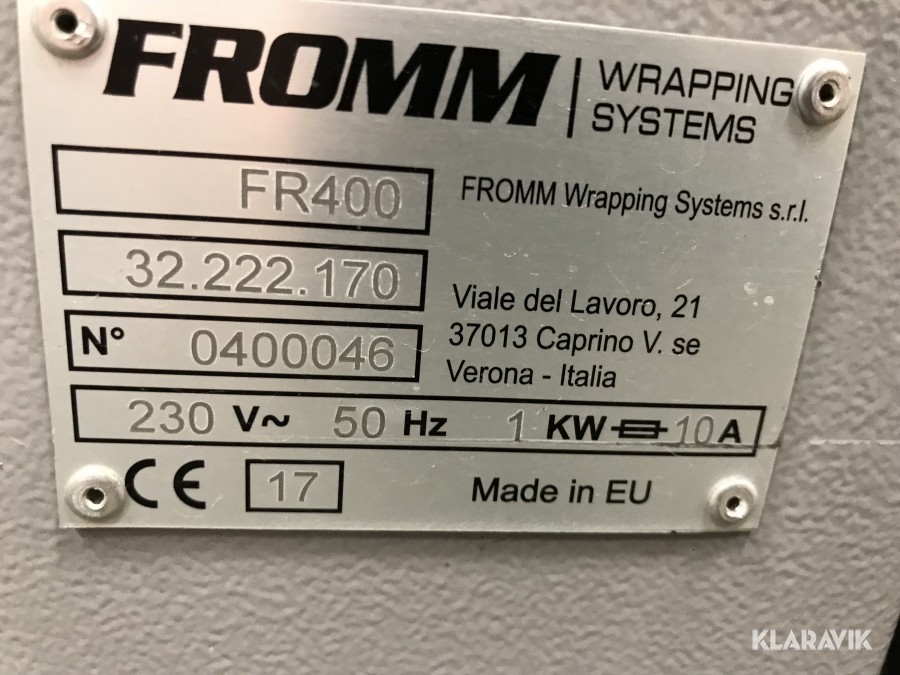 FROMM
WRAPPING
SYSTEMS
FR400
FROMM Wrapping Systems s.r.l.
32.222.170
Viale del Lavoro, 21
37013 Caprino V. se
Verona - Italia
N° 0400046
230 V~ 50 Hz 1 KW 10 A
CE 17 Made in EU
KLARAVIK